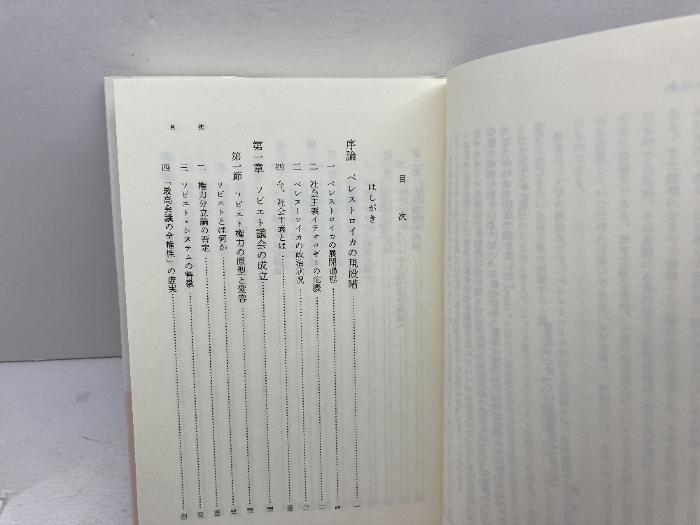 目次
はしがき
序論 ペレストロイカの現段階
一 ペレストロイカの展開過程
二 社会主義イデオロギーの危機
三 ペレストロイカの政治状況
四 今、社会主義とは
第一章 ソビエト議会の成立
第一節 ソビエト権力の原型と変容
一 ソビエトとは何か
二 権力分立論の否定
三 ソビエト・システムの特徴
四 「最高会議の全権性」の虚実
目次